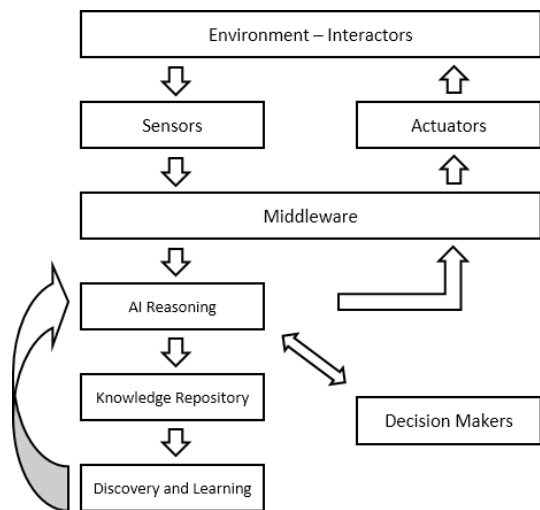 Environment – Interactors
Sensors
Actuators
Middleware
AI Reasoning
Knowledge Repository
Decision Makers
Discovery and Learning